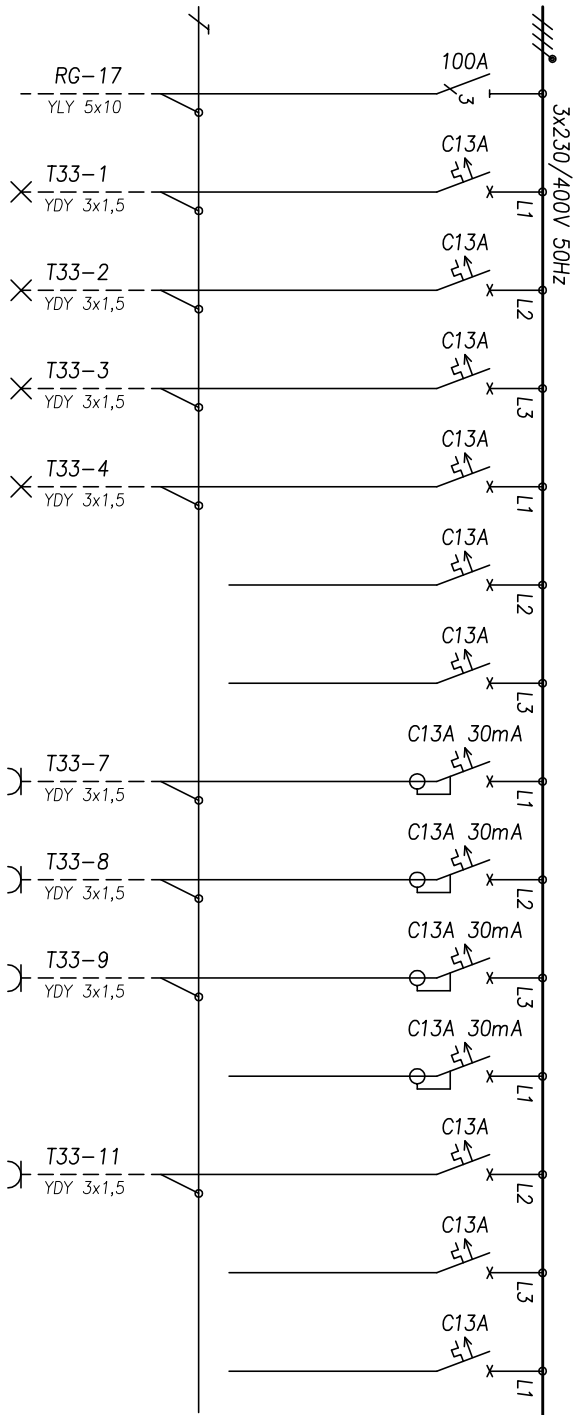 100A
RG-17
YLY 5x10
3x230/400V 50Hz
C13A
T33-1
YDY 3x1,5
L1
C13A
T33-2
YDY 3x1,5
L2
C13A
T33-3
YDY 3x1,5
L3
C13A
T33-4
YDY 3x1,5
L1
C13A
L2
C13A
L3
C13A 30mA
T33-7
YDY 3x1,5
L1
C13A 30mA
T33-8
YDY 3x1,5
L2
C13A 30mA
T33-9
YDY 3x1,5
L3
C13A 30mA
L1
C13A
T33-11
YDY 3x1,5
L2
C13A
L3
C13A
L1